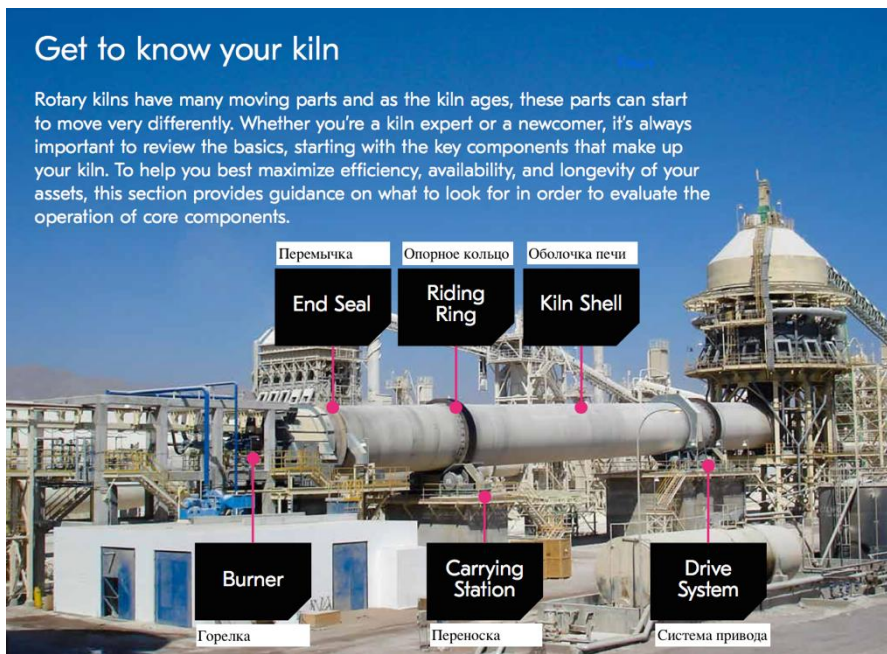 Get to know your kiln
Rotary kilns have many moving parts and as the kiln ages, these parts can start
to move very differently. Whether you're a kiln expert or a newcomer, it's always
important to review the basics, starting with the key components that make up
your kiln. To help you best maximize efficiency, availability, and longevity of your
assets, this section provides guidance on what to look for in order to evaluate the
operation of core components.
Перемычка
Опорное кольцо
Оболочка печи
End Seal
Riding
Ring
Kiln Shell
Burner
Carrying
Station
Drive
System
Горелка
Переноска
Система привода